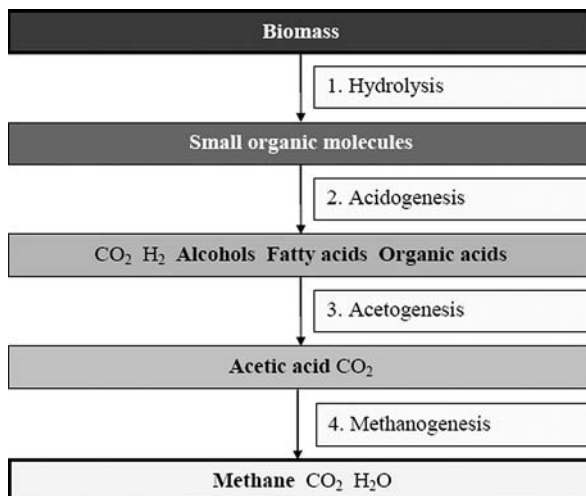 Biomass
1. Hydrolysis
Small organic molecules
2. Acidogenesis
CO₂ H₂ Alcohols Fatty acids Organic acids
3. Acetogenesis
Acetic acid CO₂
4. Methanogenesis
Methane CO₂ H₂O